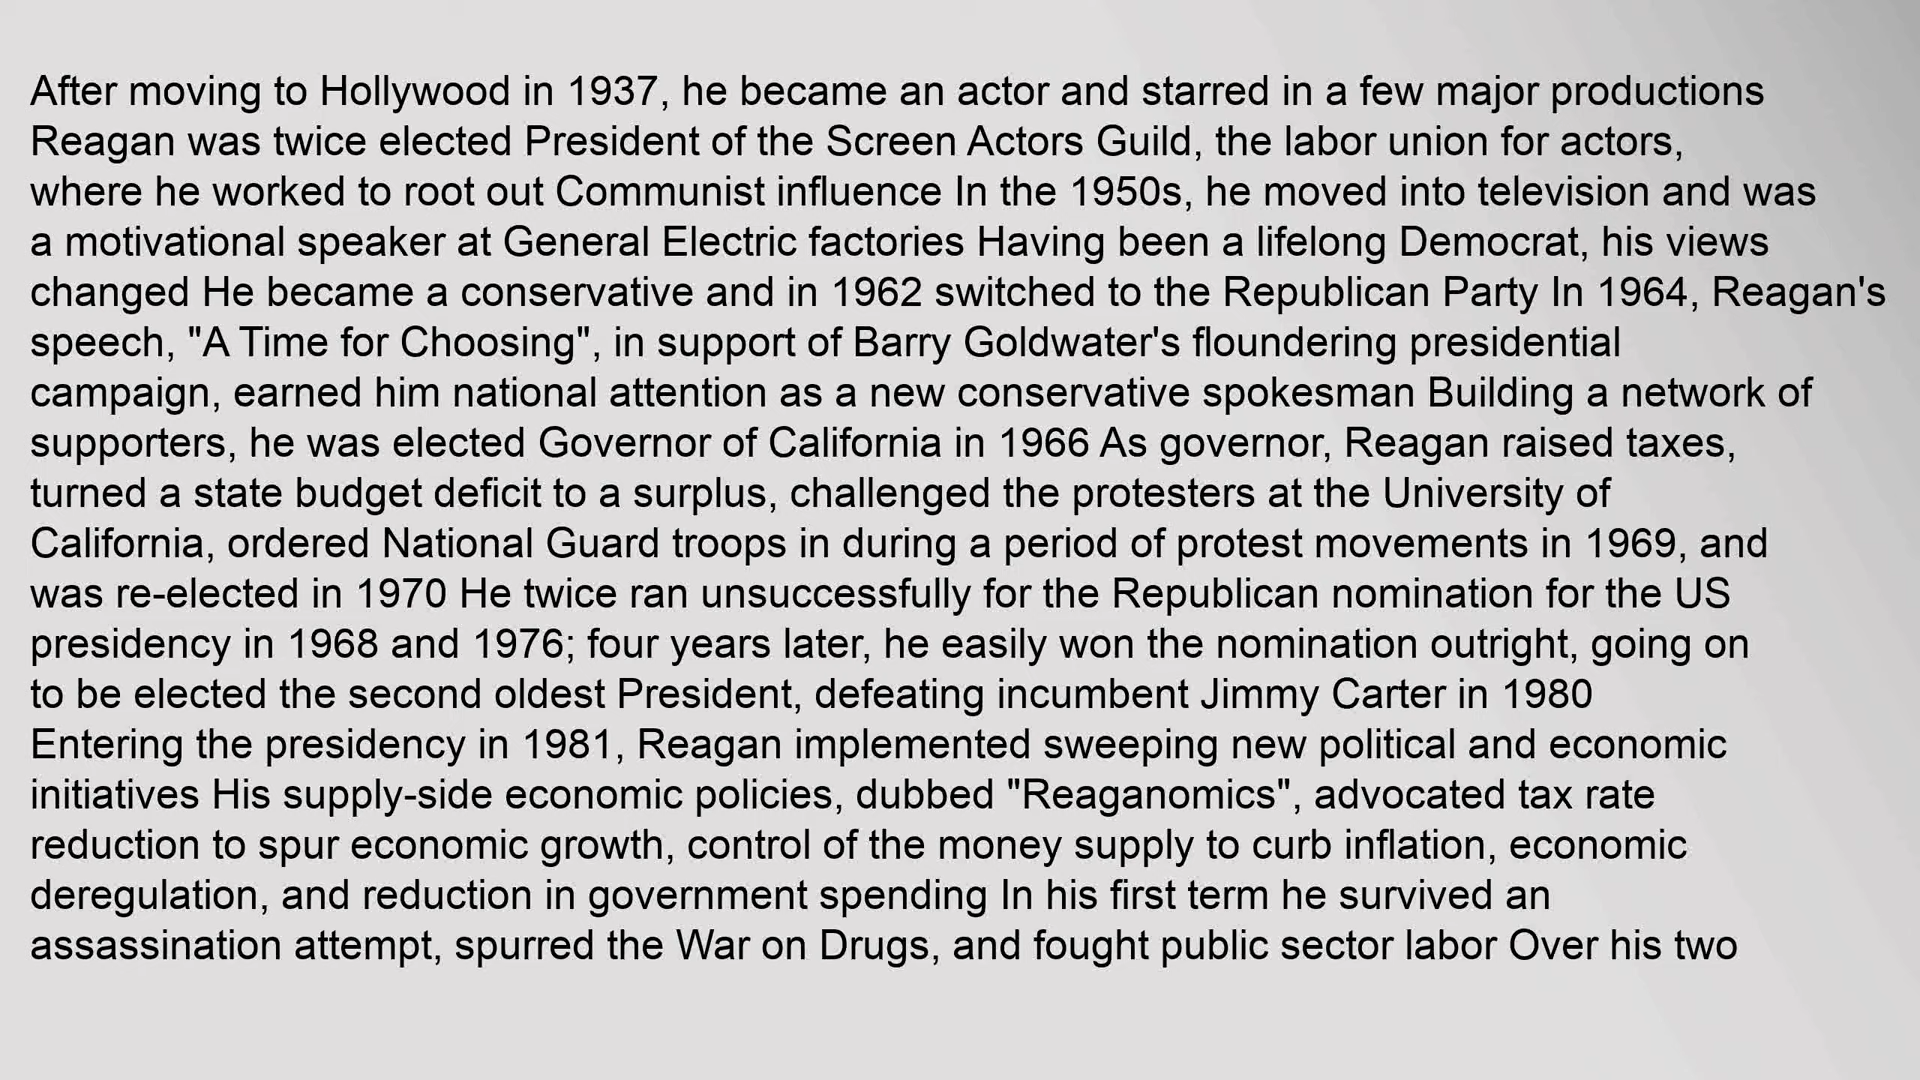 After moving to Hollywood in 1937, he became an actor and starred in a few major productions
Reagan was twice elected President of the Screen Actors Guild, the labor union for actors,
where he worked to root out Communist influence In the 1950s, he moved into television and was
a motivational speaker at General Electric factories Having been a lifelong Democrat, his views
changed He became a conservative and in 1962 switched to the Republican Party In 1964, Reagan's
speech, "A Time for Choosing", in support of Barry Goldwater's floundering presidential
campaign, earned him national attention as a new conservative spokesman Building a network of
supporters, he was elected Governor of California in 1966 As governor, Reagan raised taxes,
turned a state budget deficit to a surplus, challenged the protesters at the University of
California, ordered National Guard troops in during a period of protest movements in 1969, and
was re-elected in 1970 He twice ran unsuccessfully for the Republican nomination for the US
presidency in 1968 and 1976; four years later, he easily won the nomination outright, going on
to be elected the second oldest President, defeating incumbent Jimmy Carter in 1980
Entering the presidency in 1981, Reagan implemented sweeping new political and economic
initiatives His supply-side economic policies, dubbed "Reaganomics", advocated tax rate
reduction to spur economic growth, control of the money supply to curb inflation, economic
deregulation, and reduction in government spending In his first term he survived an
assassination attempt, spurred the War on Drugs, and fought public sector labor Over his two